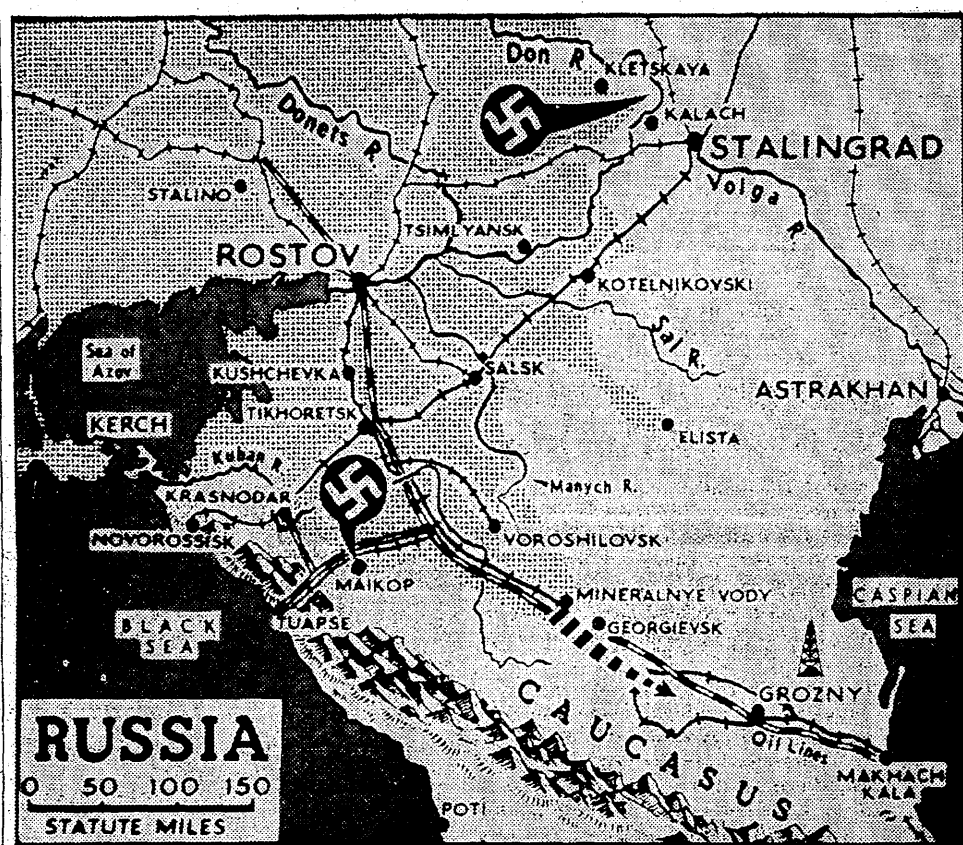 Don R.
KLETSKAYA
Donets R.
KALACH
STALINGRAD
Volga R.
STALINO
TSIMLYANSK
ROSTOV
KOTELNIKOVSKI
Sal R.
Sea of
Azov
KUSHCHEVKA
SALSK
ASTRAKHAN
TIKHORETSK
KERCH
ELISTA
Kuban R.
KRASNODAR
Manych R.
NOVOROSSISK
VOROSHILOVSK
MAIKOP
MINERALNYE VODY
CASPIAN
SEA
TUAPSE
GEORGIEVSK
BLACK
SEA
CAUCASUS
GROZNY
Oil Lines
RUSSIA
MAKHACH
KALA
0 50 100 150
STATUTE MILES
POTI